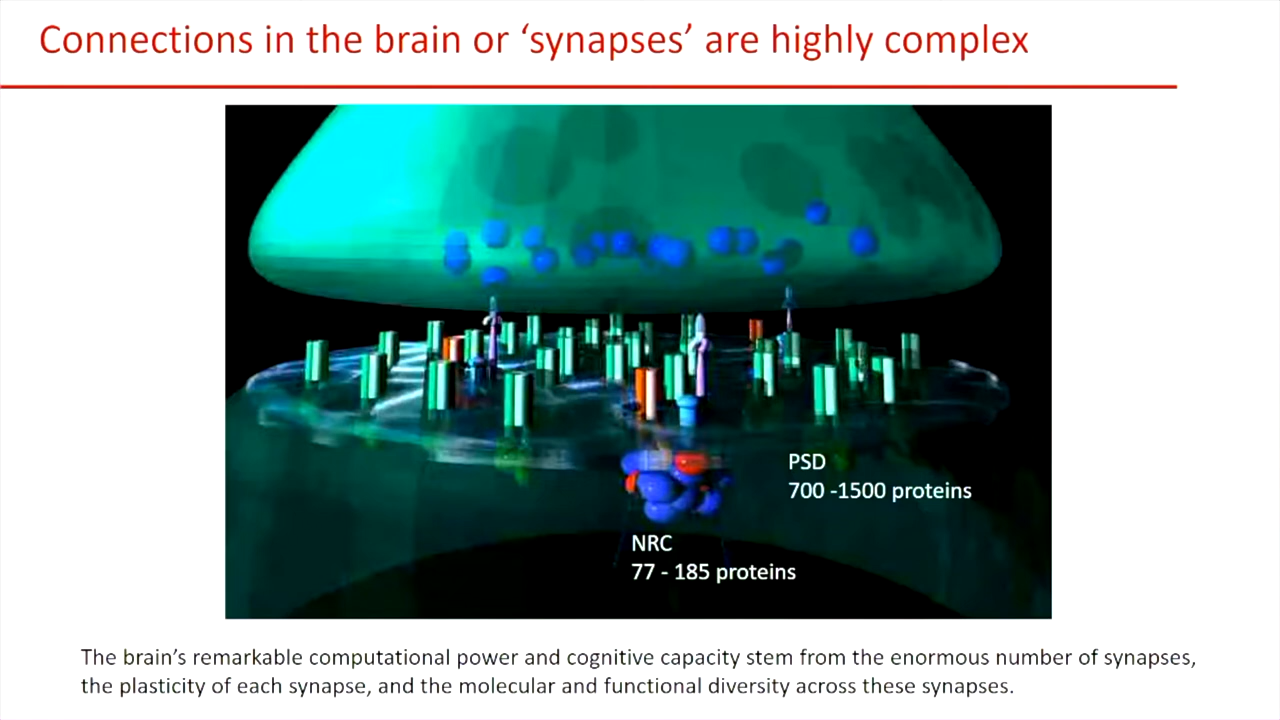 Connections in the brain or ‘synapses’ are highly complex
PSD
700 -1500 proteins
NRC
77 - 185 proteins
The brain’s remarkable computational power and cognitive capacity stem from the enormous number of synapses,
the plasticity of each synapse, and the molecular and functional diversity across these synapses.